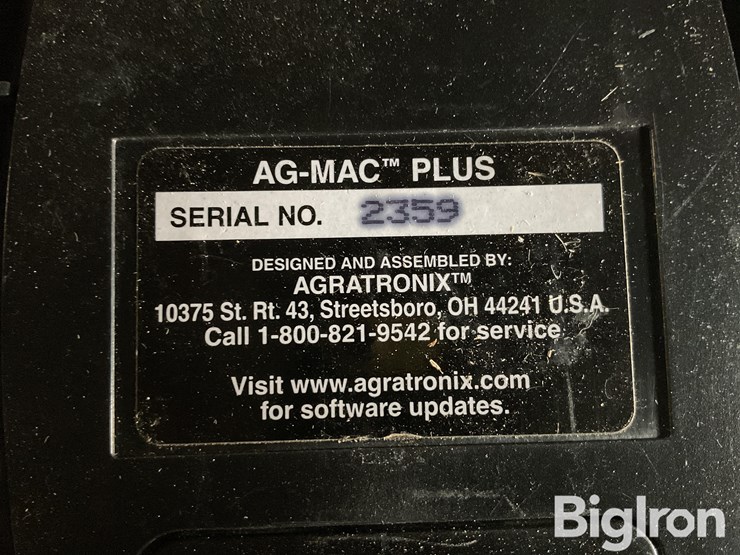 AG-MAC™ PLUS
SERIAL NO. 2359
DESIGNED AND ASSEMBLED BY:
AGRATRONIX™
10375 St. Rt. 43, Streetsboro, OH 44241 U.S.A.
Call 1-800-821-9542 for service
Visit www.agratronix.com
for software updates.
BigIron